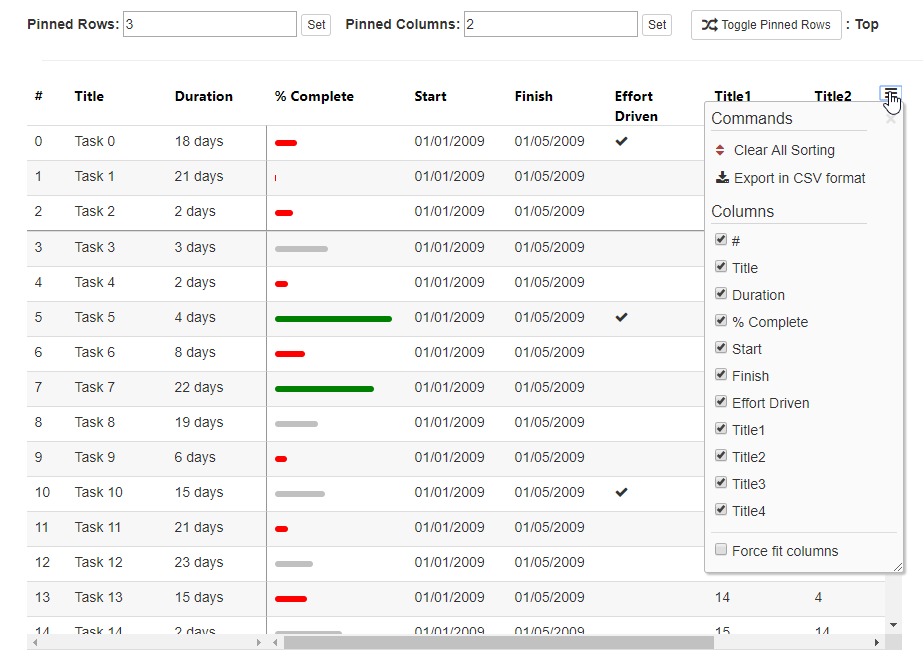 Pinned Rows: 3 Set Pinned Columns: 2 Set Toggle Pinned Rows : Top
# Title Duration % Complete Start Finish Effort Driven Title1 Title2
Commands
Clear All Sorting
Export in CSV format
Columns
#
Title
Duration
% Complete
Start
Finish
Effort Driven
Title1
Title2
Title3
Title4
Force fit columns
0 Task 0 18 days 01/01/2009 01/05/2009
1 Task 1 21 days 01/01/2009 01/05/2009
2 Task 2 2 days 01/01/2009 01/05/2009
3 Task 3 3 days 01/01/2009 01/05/2009
4 Task 4 2 days 01/01/2009 01/05/2009
5 Task 5 4 days 01/01/2009 01/05/2009
6 Task 6 8 days 01/01/2009 01/05/2009
7 Task 7 22 days 01/01/2009 01/05/2009
8 Task 8 19 days 01/01/2009 01/05/2009
9 Task 9 6 days 01/01/2009 01/05/2009
10 Task 10 15 days 01/01/2009 01/05/2009
11 Task 11 21 days 01/01/2009 01/05/2009
12 Task 12 23 days 01/01/2009 01/05/2009
13 Task 13 15 days 01/01/2009 01/05/2009 14 4
14 Task 14 2 days 01/01/2009 01/05/2009 15 14